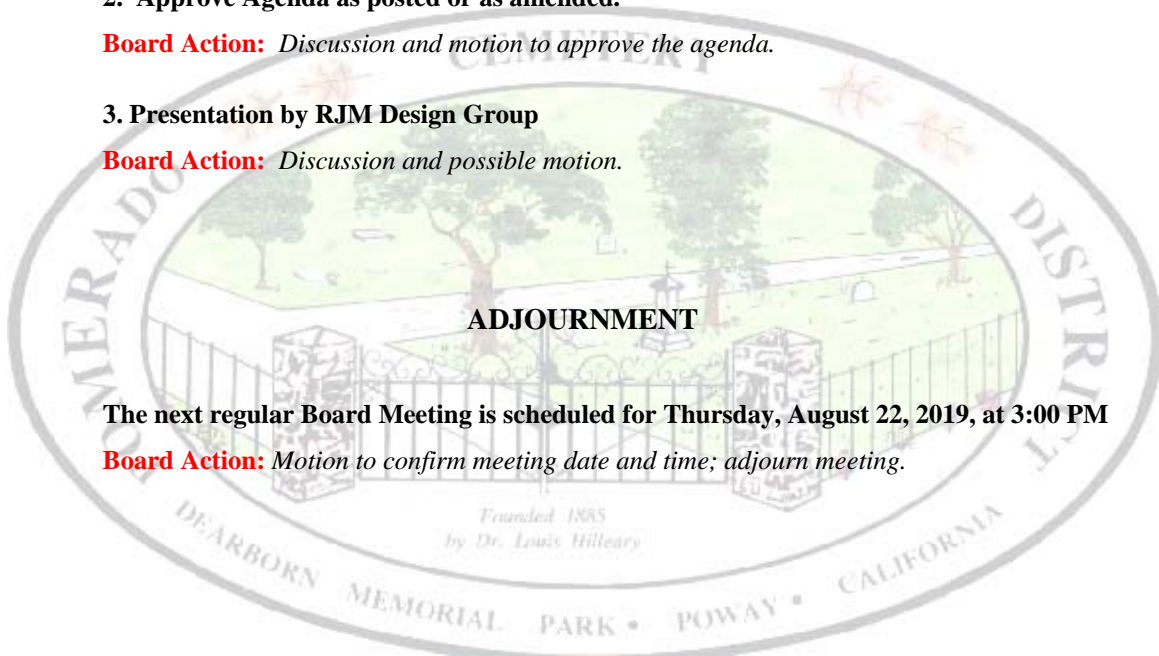 2. Approve Agenda as posted or as amended.
Board Action: Discussion and motion to approve the agenda.
3. Presentation by RJM Design Group
Board Action: Discussion and possible motion.
ADJOURNMENT
The next regular Board Meeting is scheduled for Thursday, August 22, 2019, at 3:00 PM
Board Action: Motion to confirm meeting date and time; adjourn meeting.
POMERADO CEMETERY DISTRICT
Founded 1885
by Dr. Louis Hilleary
DEARBORN MEMORIAL PARK • POWAY • CALIFORNIA